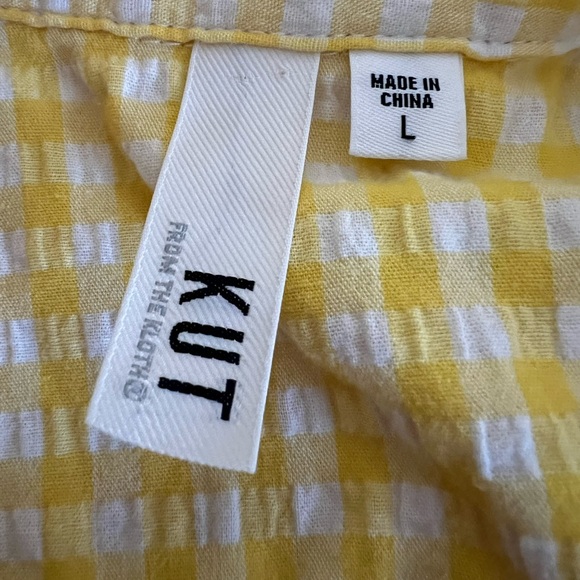 KUT
FROM THE KLOTH®
MADE IN
CHINA
L